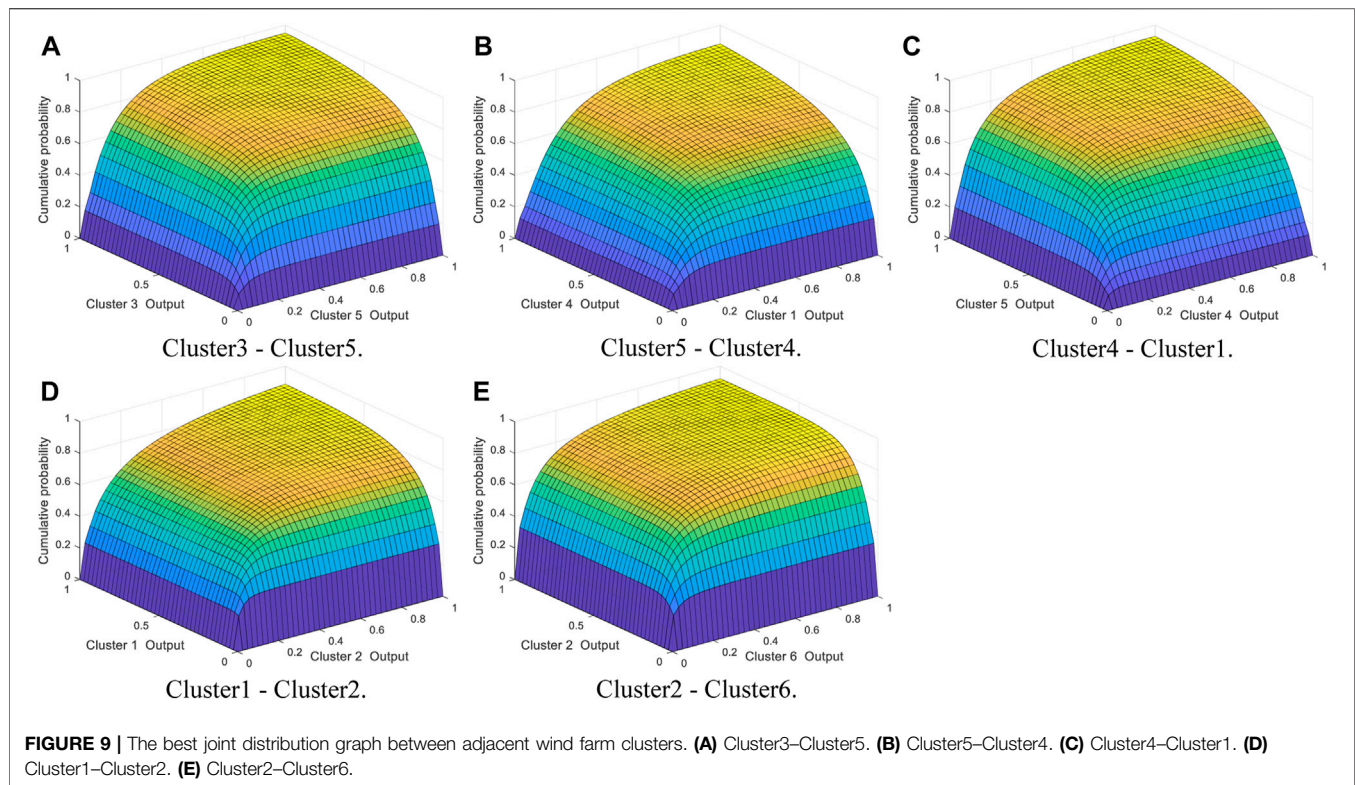 A
Cumulative probability
1
0.8
0.6
0.4
0.2
0
1
0.5
0
Cluster 3 Output
0
0.2
0.4
0.6
0.8
1
Cluster 5 Output
Cluster3 - Cluster5.
B
Cumulative probability
1
0.8
0.6
0.4
0.2
0
1
0.5
0
Cluster 4 Output
0
0.2
0.4
0.6
0.8
1
Cluster 1 Output
Cluster5 - Cluster4.
C
Cumulative probability
1
0.8
0.6
0.4
0.2
0
1
0.5
0
Cluster 5 Output
0
0.2
0.4
0.6
0.8
1
Cluster 4 Output
Cluster4 - Cluster1.
D
Cumulative probability
1
0.8
0.6
0.4
0.2
0
1
0.5
0
Cluster 1 Output
0
0.2
0.4
0.6
0.8
1
Cluster 2 Output
Cluster1 - Cluster2.
E
Cumulative probability
1
0.8
0.6
0.4
0.2
0
1
0.5
0
Cluster 2 Output
0
0.2
0.4
0.6
0.8
1
Cluster 6 Output
Cluster2 - Cluster6.
FIGURE 9 | The best joint distribution graph between adjacent wind farm clusters. (A) Cluster3–Cluster5. (B) Cluster5–Cluster4. (C) Cluster4–Cluster1. (D)
Cluster1–Cluster2. (E) Cluster2–Cluster6.